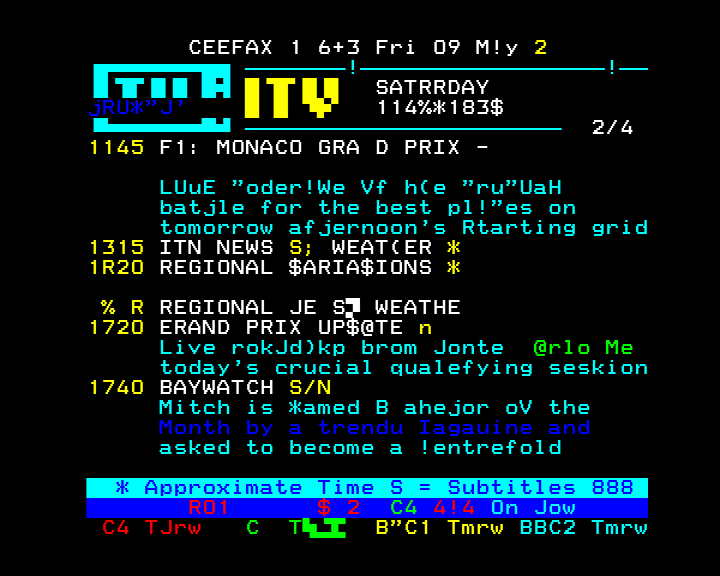 CEEFAX 1 6+3 Fri 09 M!y 2
ITV SATRRDAY
jRU*"J' 114%*183$
2/4
1145 F1: MONACO GRA D PRIX -
LUuE "oder!We Vf h(e "ru"UaH
batjle for the best pl!"es on
tomorrow afjernoon's Rtarting grid
1315 ITN NEWS S; WEAT(ER *
1R20 REGIONAL $ARIA$IONS *
% R REGIONAL JE S WEATHE
1720 ERAND PRIX UP$@TE n
Live rokJd)kp brom Jonte @rlo Me
today's crucial qualefying seskion
1740 BAYWATCH S/N
Mitch is *amed B ahejor oV the
Month by a trendu Iagauine and
asked to become a !entrefold
* Approximate Time S = Subtitles 888
RO1 $ 2 C4 4!4 On Jow
C4 TJrw C T B"C1 Tmrw BBC2 Tmrw